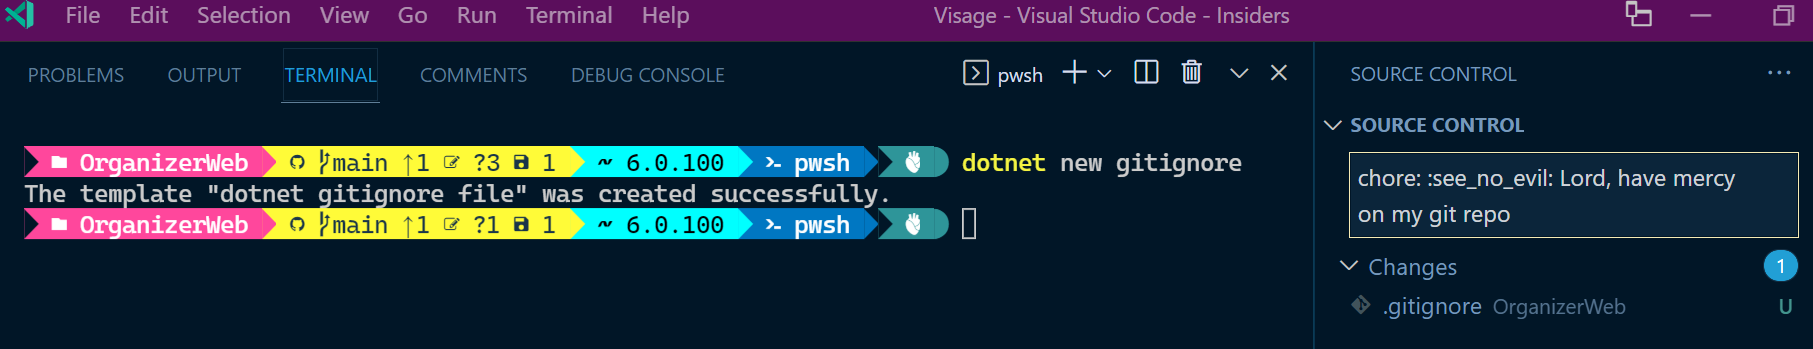 File Edit Selection View Go Run Terminal Help Visage - Visual Studio Code - Insiders
PROBLEMS OUTPUT TERMINAL COMMENTS DEBUG CONSOLE pwsh
OrganizerWeb main ↑1 ?3 1 ~ 6.0.100 pwsh dotnet new gitignore
The template "dotnet gitignore file" was created successfully.
OrganizerWeb main ↑1 ?1 1 ~ 6.0.100 pwsh
SOURCE CONTROL ...
SOURCE CONTROL
chore: :see_no_evil: Lord, have mercy
on my git repo
Changes 1
.gitignore OrganizerWeb U